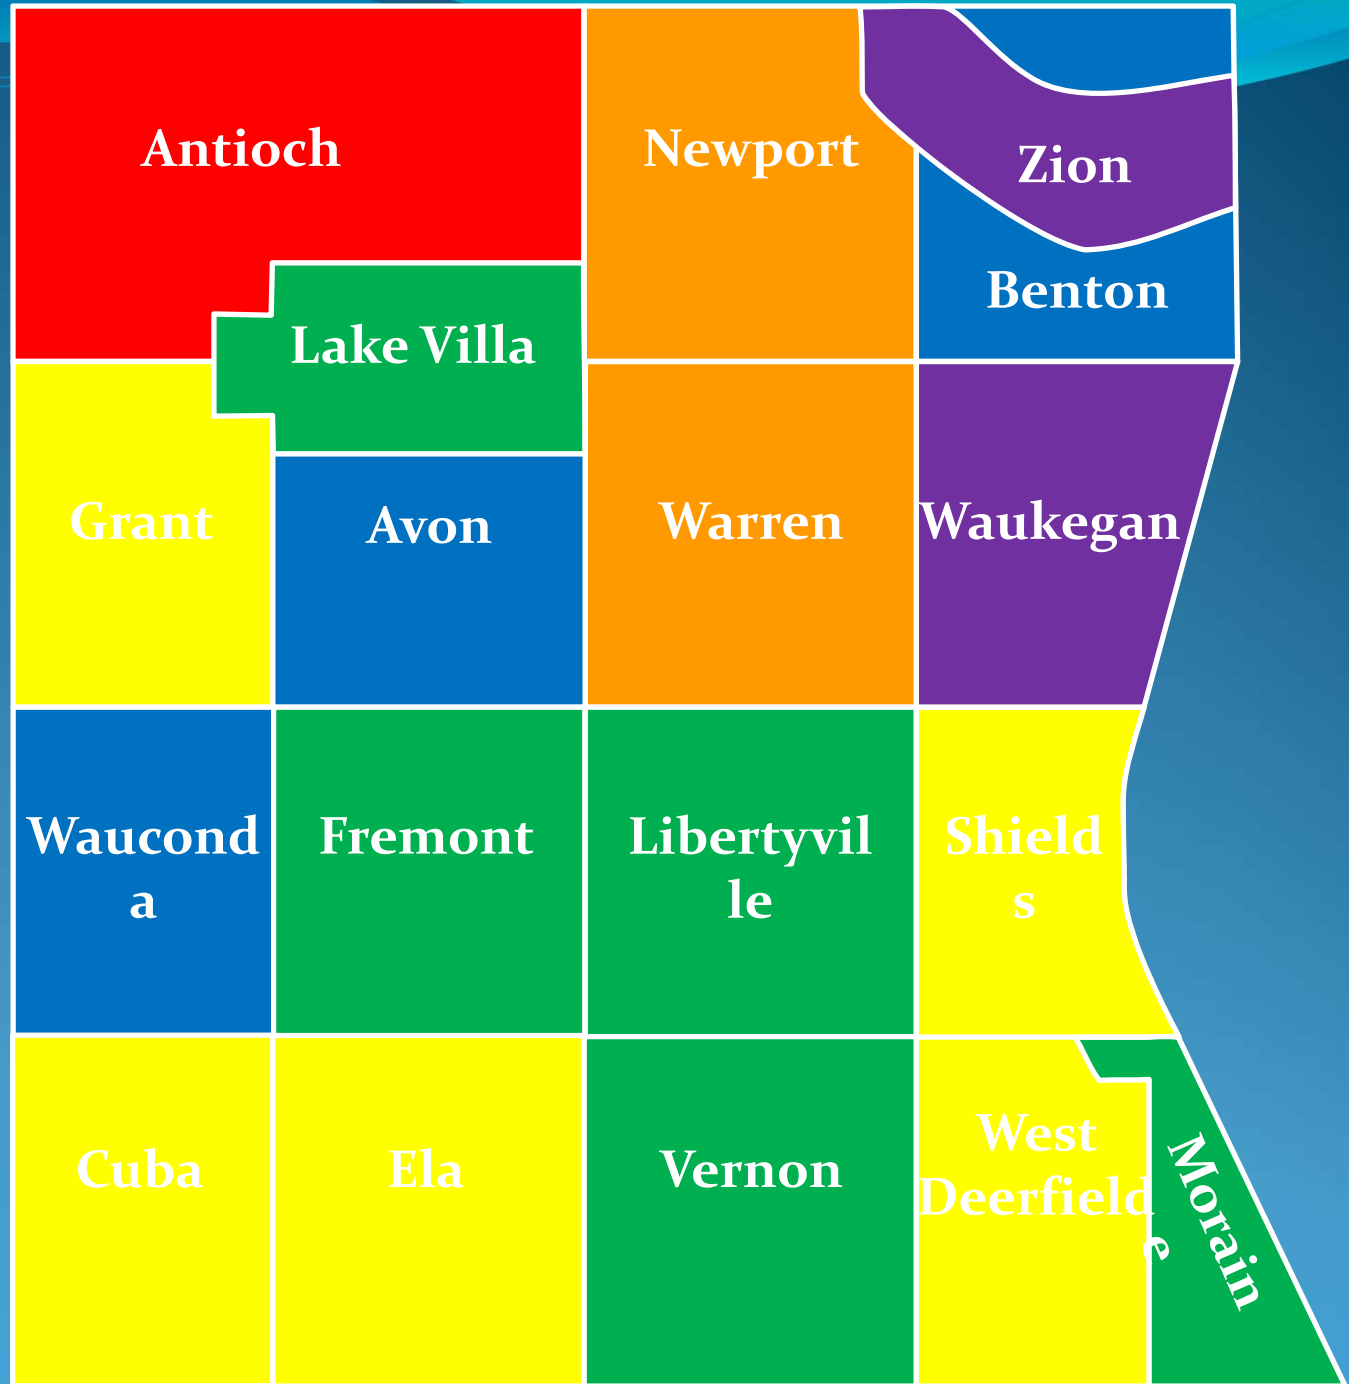 Antioch
Newport
Zion
Benton
Lake Villa
Grant
Avon
Warren
Waukegan
Waucond
a
Fremont
Libertyvil
le
Shield
s
Cuba
Ela
Vernon
West
Deerfield
Morain
e